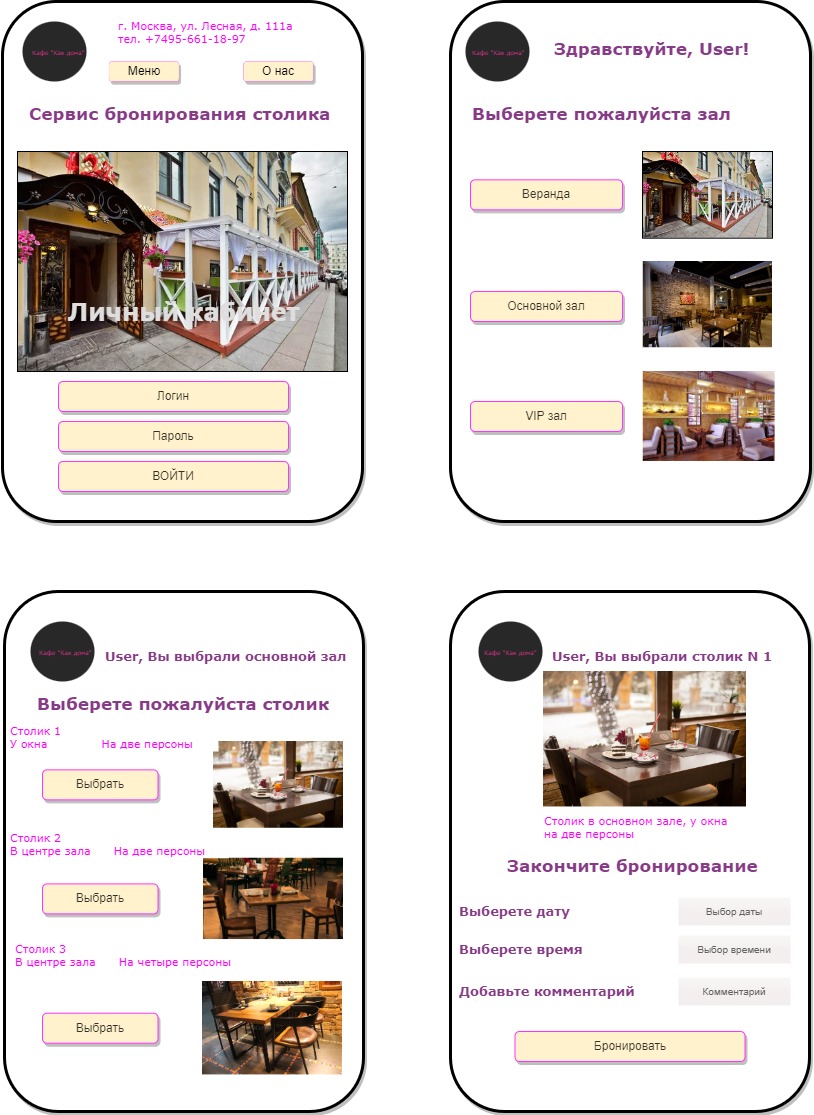 Кафе "Как дома"
г. Москва, ул. Лесная, д. 111а
тел. +7495-661-18-97
Меню
О нас
Сервис бронирования столика
Личный кабинет
Логин
Пароль
ВОЙТИ
Кафе "Как дома"
Здравствуйте, User!
Выберете пожалуйста зал
Веранда
Основной зал
VIP зал
Кафе "Как дома"
User, Вы выбрали основной зал
Выберете пожалуйста столик
Столик 1
У окна На две персоны
Выбрать
Столик 2
В центре зала На две персоны
Выбрать
Столик 3
В центре зала На четыре персоны
Выбрать
Кафе "Как дома"
User, Вы выбрали столик N 1
Столик в основном зале, у окна
на две персоны
Закончите бронирование
Выберете дату Выбор даты
Выберете время Выбор времени
Добавьте комментарий Комментарий
Бронировать